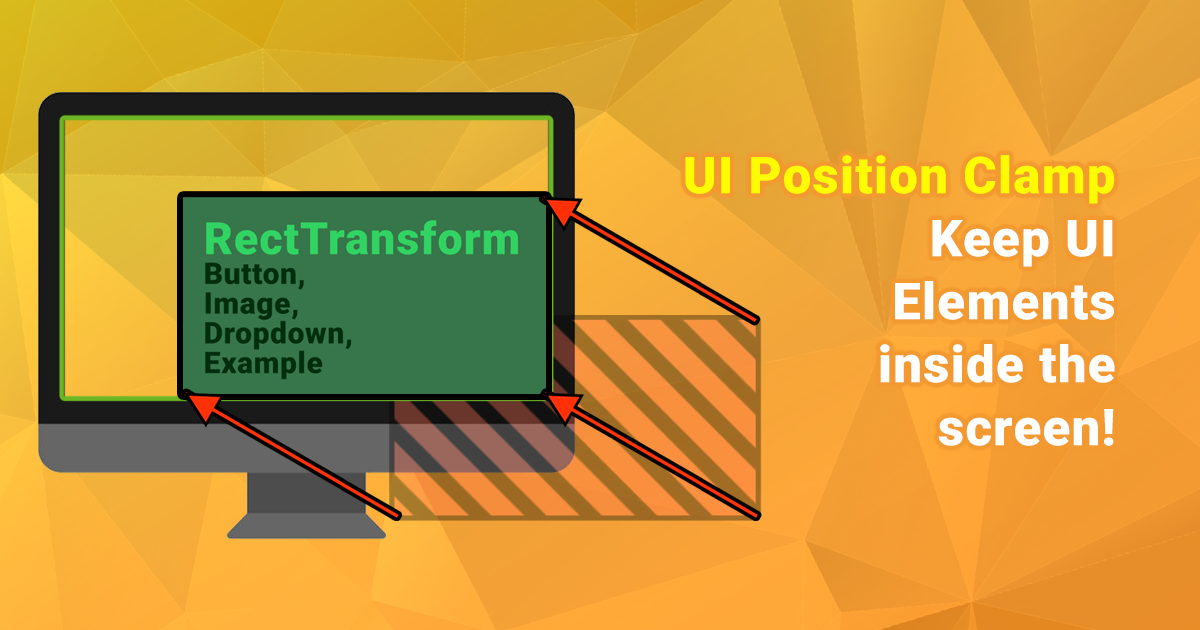 RectTransform
Button,
Image,
Dropdown,
Example
UI Position Clamp
Keep UI
Elements
inside the
screen!